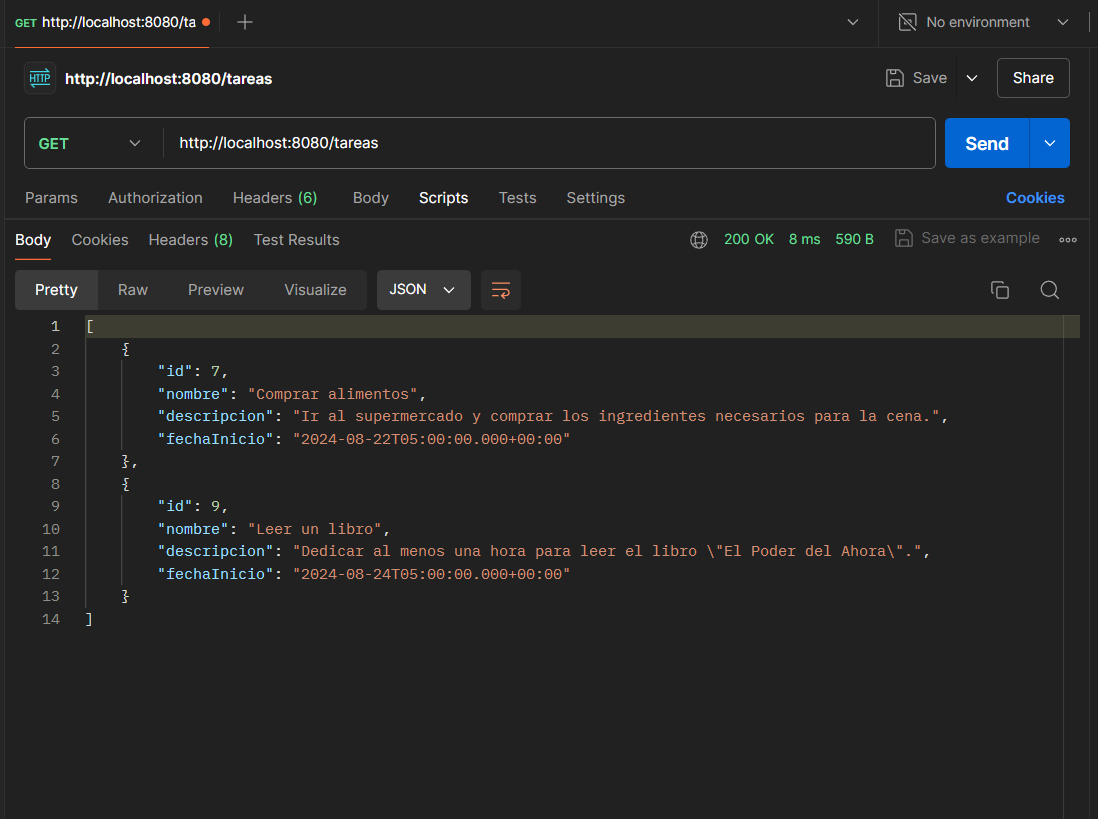 GET http://localhost:8080/ta
No environment
HTTP http://localhost:8080/tareas
Save
Share
GET http://localhost:8080/tareas
Send
Params Authorization Headers (6) Body Scripts Tests Settings Cookies
Body Cookies Headers (8) Test Results 200 OK 8 ms 590 B Save as example
Pretty Raw Preview Visualize JSON
1 [
2 {
3 "id": 7,
4 "nombre": "Comprar alimentos",
5 "descripcion": "Ir al supermercado y comprar los ingredientes necesarios para la cena.",
6 "fechaInicio": "2024-08-22T05:00:00.000+00:00"
7 },
8 {
9 "id": 9,
10 "nombre": "Leer un libro",
11 "descripcion": "Dedicar al menos una hora para leer el libro \"El Poder del Ahora\".",
12 "fechaInicio": "2024-08-24T05:00:00.000+00:00"
13 }
14 ]